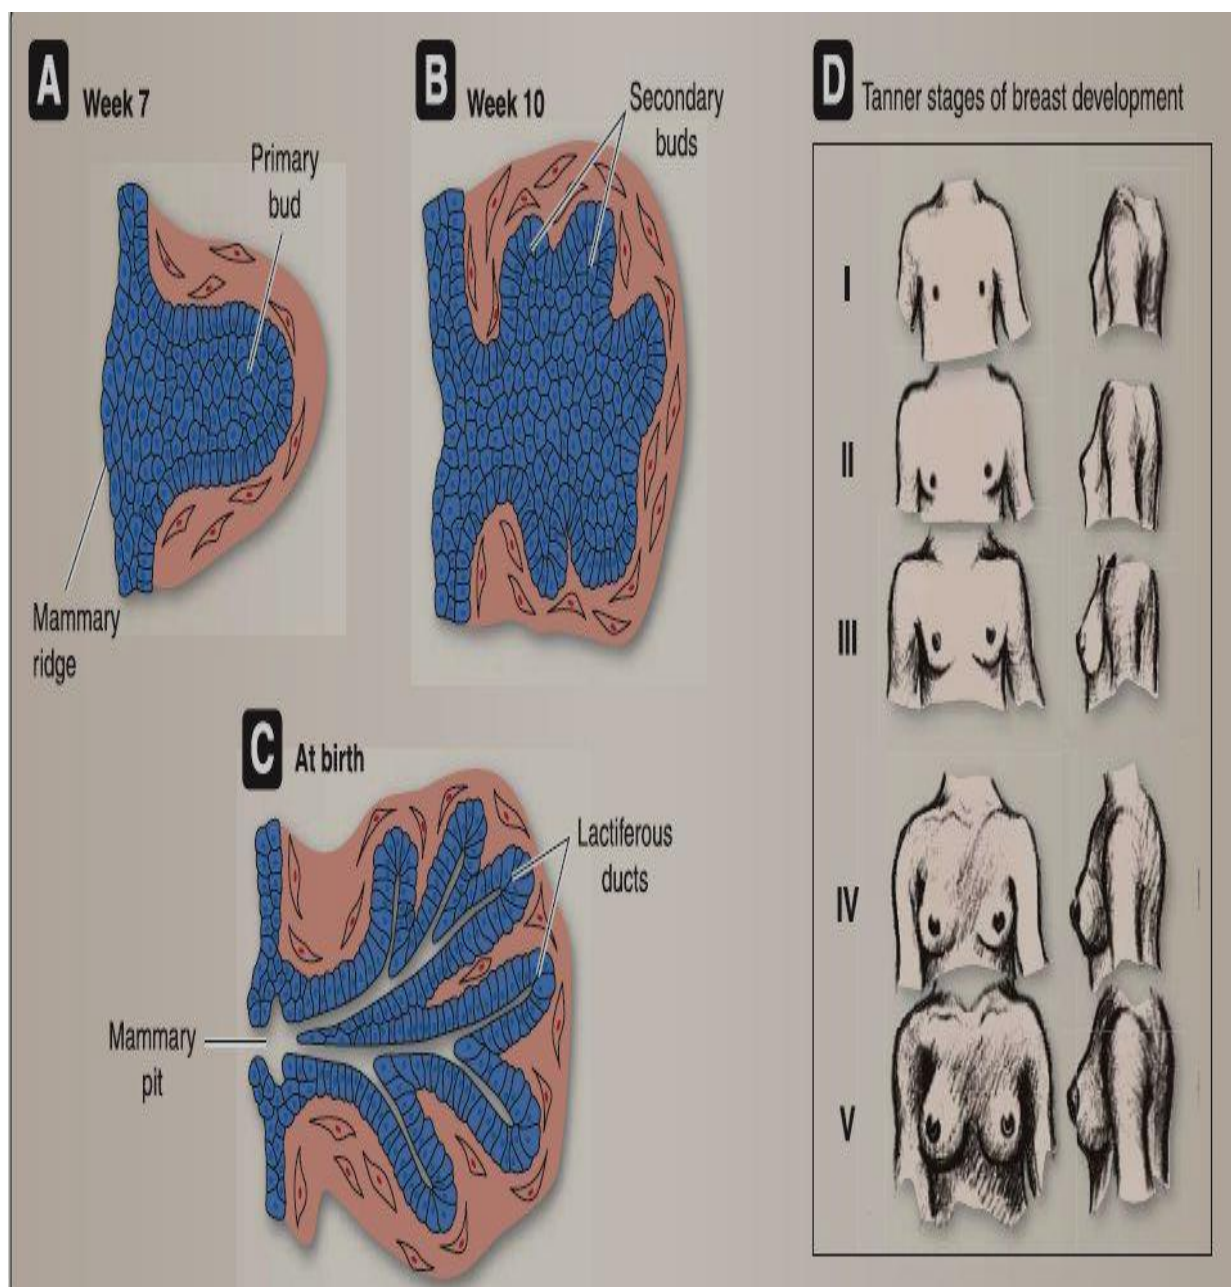 A Week 7
Primary
bud
Mammary
ridge
B Week 10
Secondary
buds
C At birth
Lactiferous
ducts
Mammary
pit
D Tanner stages of breast development
I
II
III
IV
V